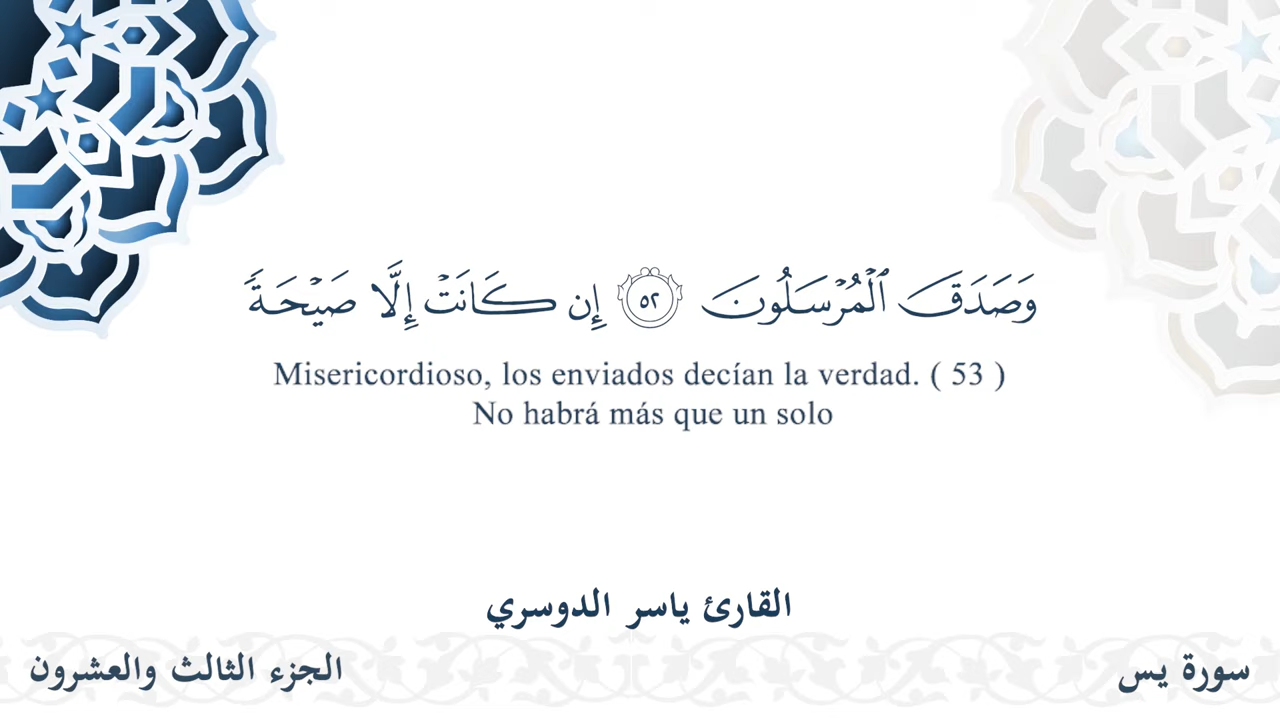 وَصَدَقَ ٱلْمُرْسَلُونَ ٥٢ إِن كَانَتْ إِلَّا صَيْحَةً
Misericordioso, los enviados decían la verdad. ( 53 )
No habrá más que un solo
القارئ ياسر الدوسري
سورة يس
الجزء الثالث والعشرون